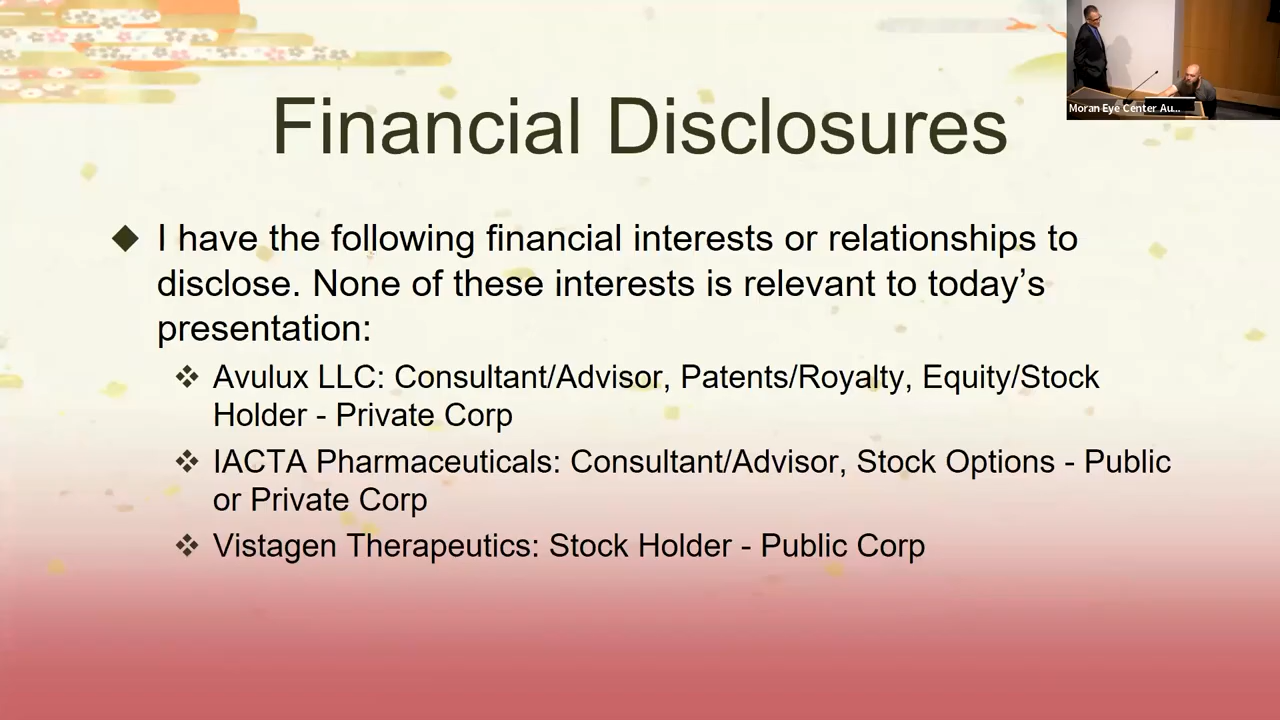 Moran Eye Center Au...
Financial Disclosures
I have the following financial interests or relationships to
disclose. None of these interests is relevant to today’s
presentation:
Avulux LLC: Consultant/Advisor, Patents/Royalty, Equity/Stock
Holder - Private Corp
IACTA Pharmaceuticals: Consultant/Advisor, Stock Options - Public
or Private Corp
Vistagen Therapeutics: Stock Holder - Public Corp